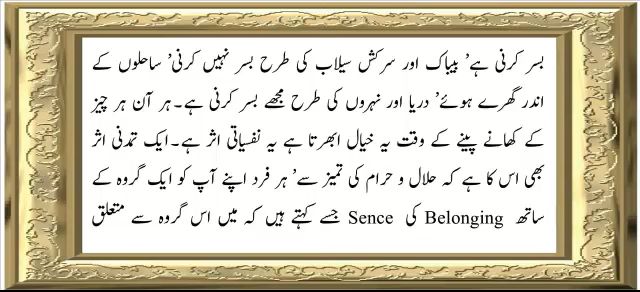 بسر کرنی ہے’ بیباک اور سرکش سیلاب کی طرح بسر نہیں کرنی’ ساحلوں کے
اندر گھرے ہوئے’ دریا اور نہروں کی طرح مجھے بسر کرنی ہے۔ہر آن ہر چیز
کے کھانے پینے کے وقت یہ خیال ابھرتا ہے یہ نفسیاتی اثر ہے۔ایک تمدنی اثر
بھی اس کا ہے کہ حلال و حرام کی تمیز سے’ ہر فرد اپنے آپ کو ایک گروہ کے
ساتھ Belonging کی Sence جسے کہتے ہیں کہ میں اس گروہ سے متعلق